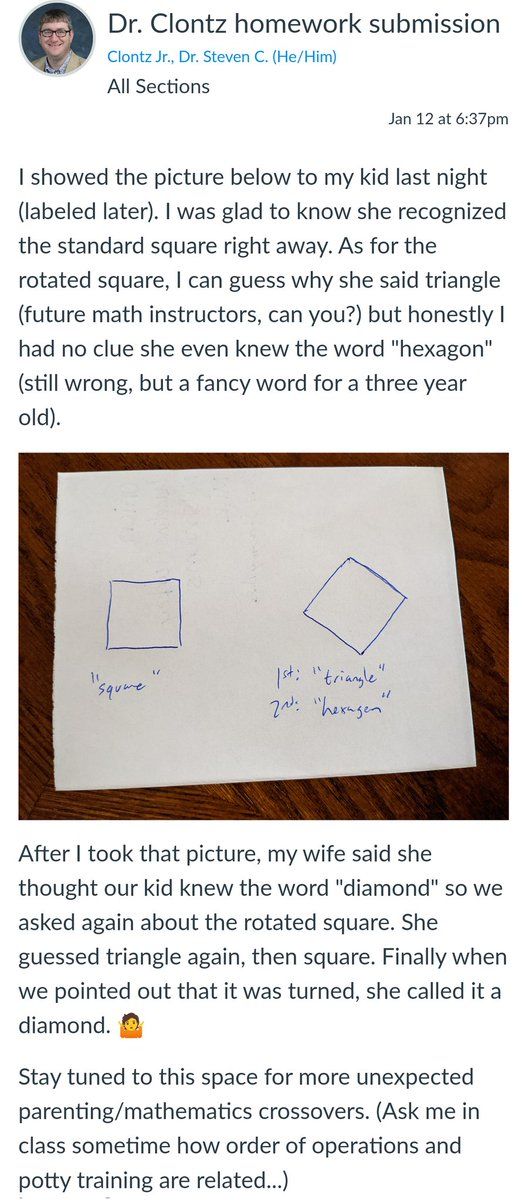 Dr. Clontz homework submission
Clontz Jr., Dr. Steven C. (He/Him)
All Sections
Jan 12 at 6:37pm
I showed the picture below to my kid last night
(labeled later). I was glad to know she recognized
the standard square right away. As for the
rotated square, I can guess why she said triangle
(future math instructors, can you?) but honestly I
had no clue she even knew the word "hexagon"
(still wrong, but a fancy word for a three year
old).
"square"
1st: "triangle"
2nd: "hexagon"
After I took that picture, my wife said she
thought our kid knew the word "diamond" so we
asked again about the rotated square. She
guessed triangle again, then square. Finally when
we pointed out that it was turned, she called it a
diamond. 🤷
Stay tuned to this space for more unexpected
parenting/mathematics crossovers. (Ask me in
class sometime how order of operations and
potty training are related...)